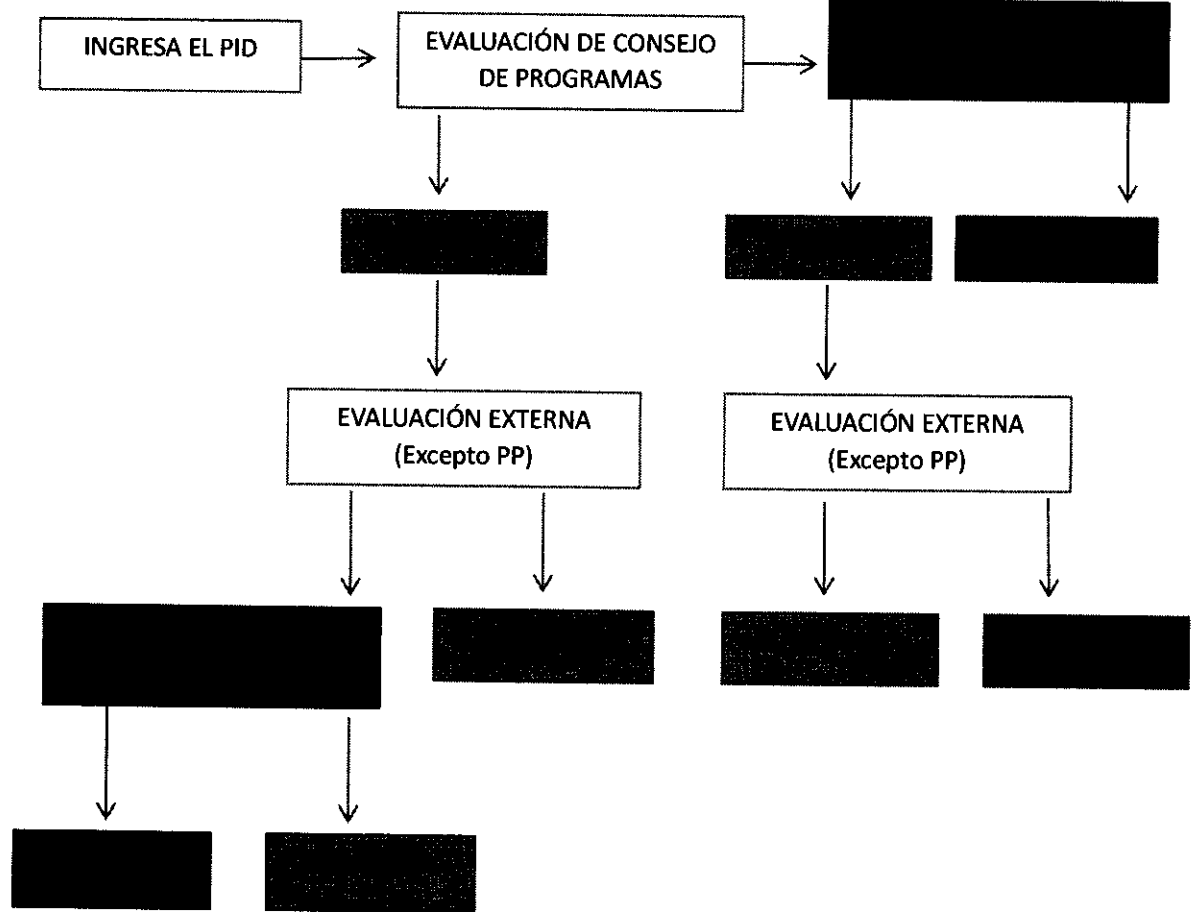 INGRESA EL PID
EVALUACIÓN DE CONSEJO
DE PROGRAMAS
EVALUACIÓN EXTERNA
(Excepto PP)
EVALUACIÓN EXTERNA
(Excepto PP)